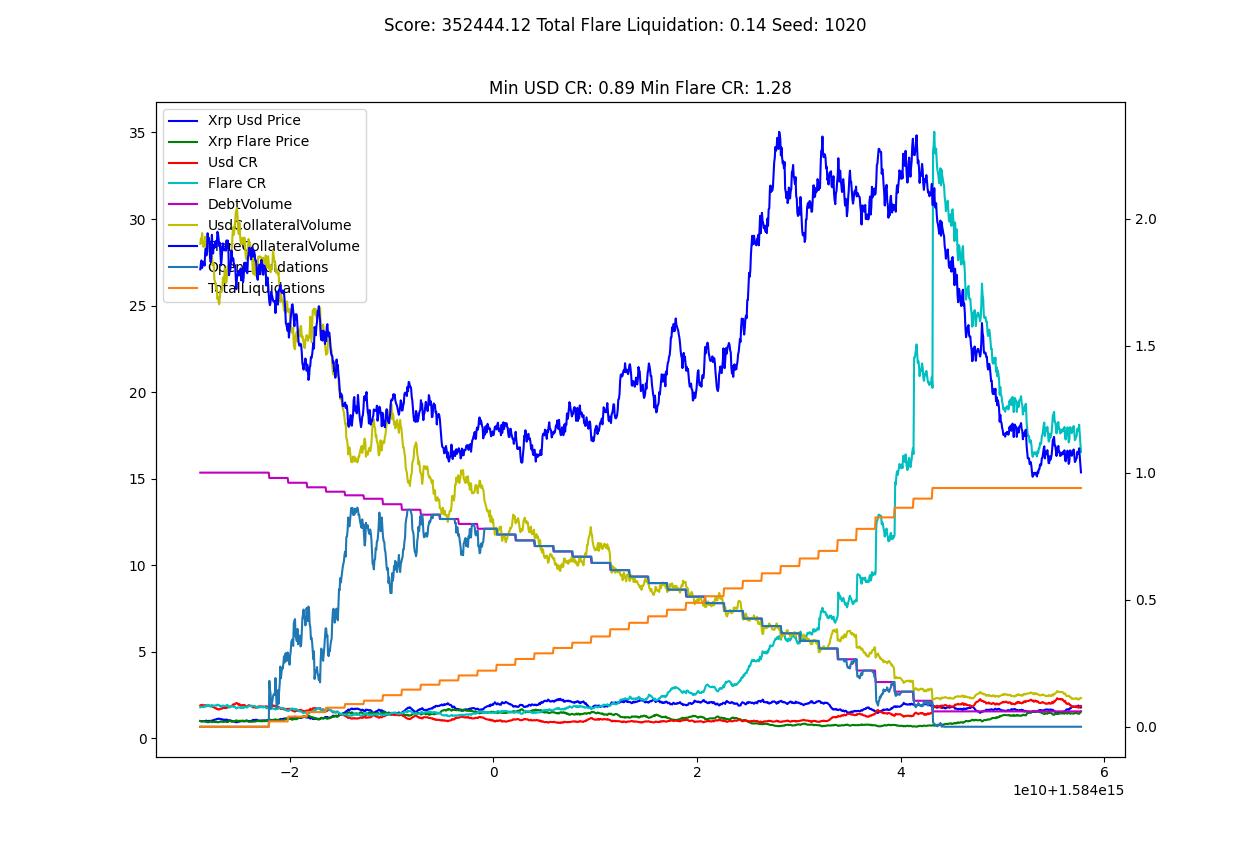 Score: 352444.12 Total Flare Liquidation: 0.14 Seed: 1020
Min USD CR: 0.89 Min Flare CR: 1.28
Xrp Usd Price
Xrp Flare Price
Usd CR
Flare CR
DebtVolume
UsdCollateralVolume
FlareCollateralVolume
OpenLiquidations
TotalLiquidations
35
30
25
20
15
10
5
0
2.0
1.5
1.0
0.5
0.0
−2
0
2
4
6
1e10+1.584e15